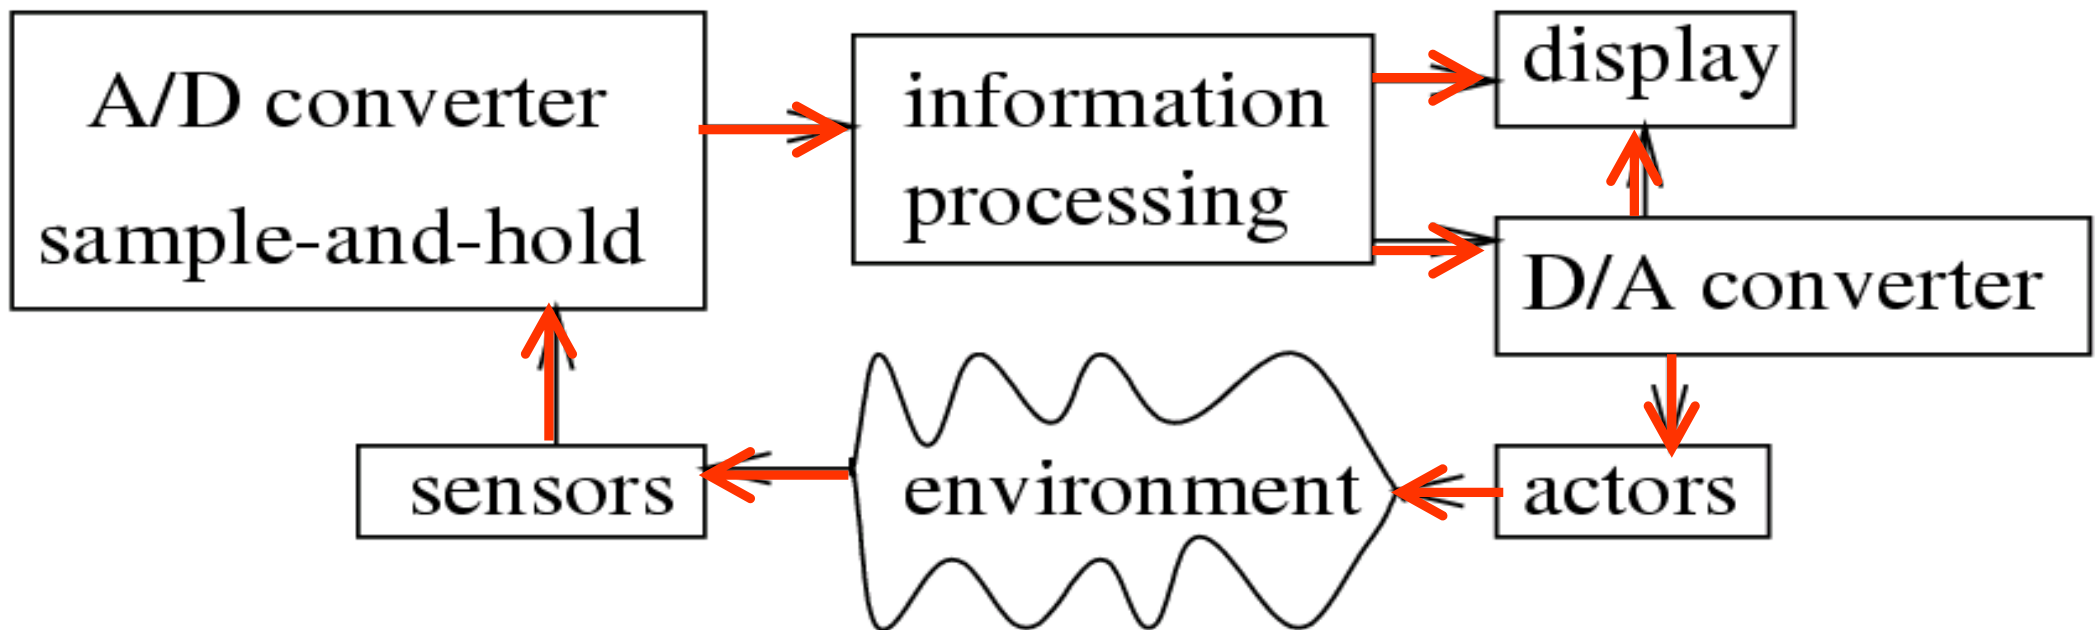 A/D converter
sample-and-hold
information
processing
display
D/A converter
sensors
environment
actors